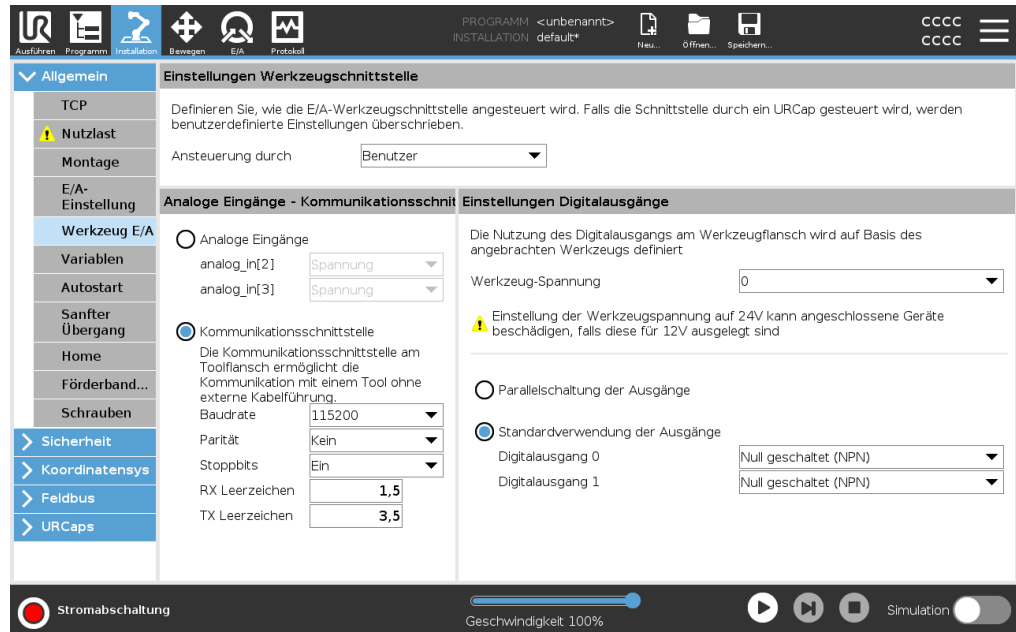 UR
Ausführen Programm Installation Bewegen E/A Protokoll
PROGRAMM <unbenannt>
INSTALLATION default*
Neu... Öffnen... Speichern...
cccc
cccc
Allgemein
TCP
Nutzlast
Montage
E/A-
Einstellung
Werkzeug E/A
Variablen
Autostart
Sanfter
Übergang
Home
Förderband...
Schrauben
Sicherheit
Koordinatensys
Feldbus
URCaps
Einstellungen Werkzeugschnittstelle
Definieren Sie, wie die E/A-Werkzeugschnittstelle angesteuert wird. Falls die Schnittstelle durch ein URCap gesteuert wird, werden
benutzerdefinierte Einstellungen überschrieben.
Ansteuerung durch Benutzer
Analoge Eingänge - Kommunikationsschnit
Analoge Eingänge
analog_in[2] Spannung
analog_in[3] Spannung
Kommunikationsschnittstelle
Die Kommunikationsschnittstelle am
Toolflansch ermöglicht die
Kommunikation mit einem Tool ohne
externe Kabelführung.
Baudrate 115200
Parität Kein
Stoppbits Ein
RX Leerzeichen 1,5
TX Leerzeichen 3,5
Einstellungen Digitalausgänge
Die Nutzung des Digitalausgangs am Werkzeugflansch wird auf Basis des
angebrachten Werkzeugs definiert
Werkzeug-Spannung 0
Einstellung der Werkzeugspannung auf 24V kann angeschlossene Geräte
beschädigen, falls diese für 12V ausgelegt sind
Parallelschaltung der Ausgänge
Standardverwendung der Ausgänge
Digitalausgang 0 Null geschaltet (NPN)
Digitalausgang 1 Null geschaltet (NPN)
Stromabschaltung
Geschwindigkeit 100%
Simulation